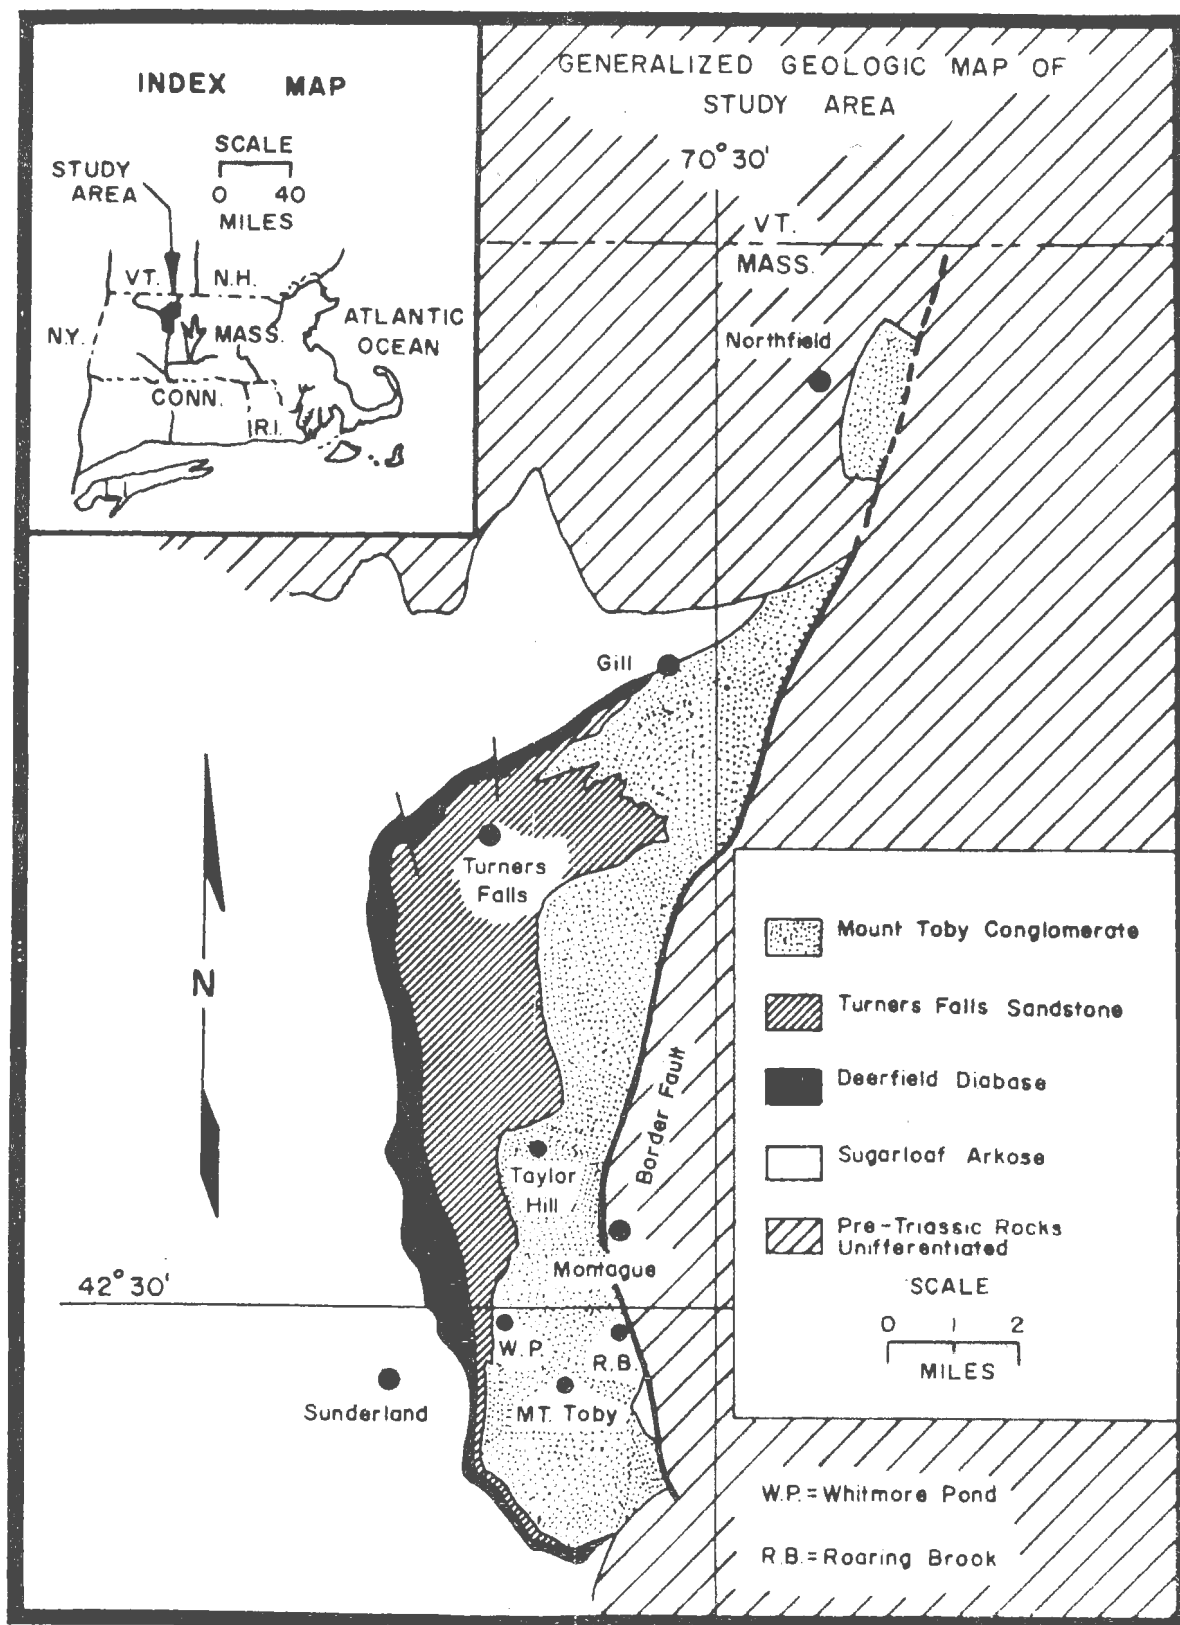 INDEX MAP
SCALE
0 40
MILES
STUDY
AREA
VT.
N.H.
N.Y.
MASS.
ATLANTIC
OCEAN
CONN.
R.I.
GENERALIZED GEOLOGIC MAP OF
STUDY AREA
70°30'
VT.
MASS.
Northfield
Gill
Turners
Falls
N
Border Fault
Taylor
Hill
Montague
42°30'
W.P.
R.B.
MT. Toby
Sunderland
Mount Toby Conglomerate
Turners Falls Sandstone
Deerfield Diabase
Sugarloaf Arkose
Pre-Triassic Rocks
Unifferentiated
SCALE
0 1 2
MILES
W.P.=Whitmore Pond
R.B.=Roaring Brook